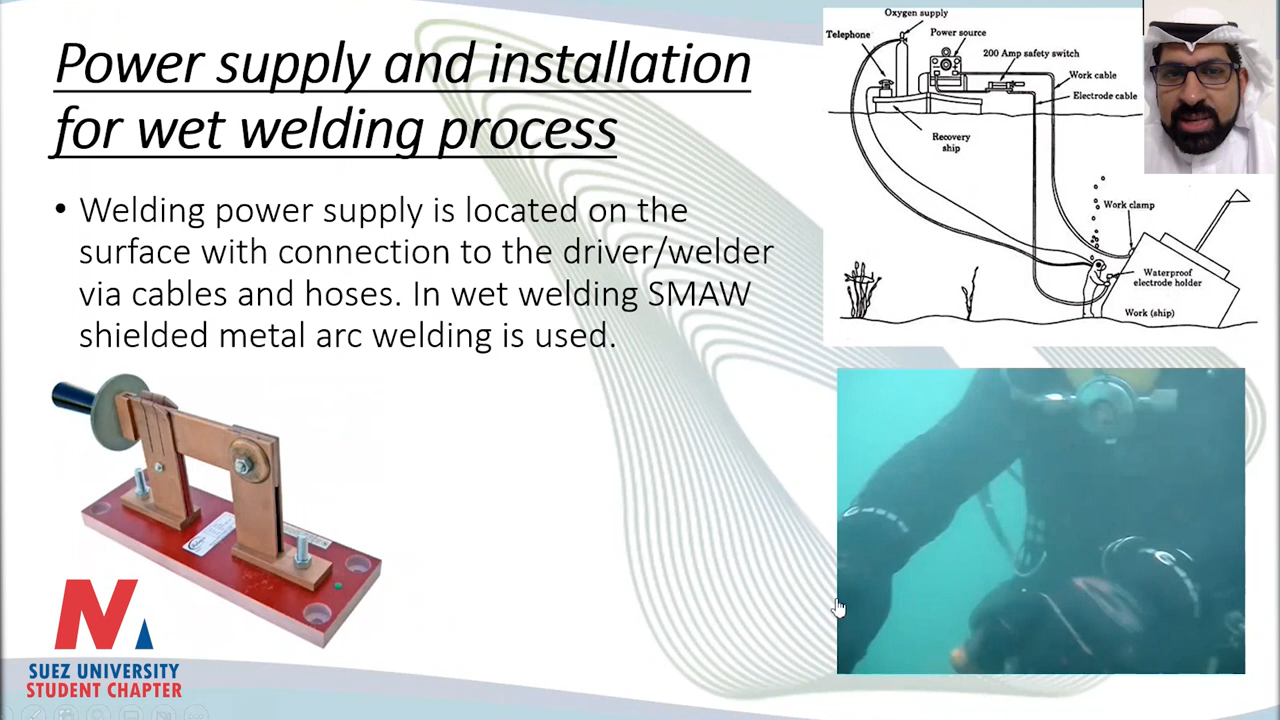 Power supply and installation
for wet welding process
• Welding power supply is located on the
surface with connection to the driver/welder
via cables and hoses. In wet welding SMAW
shielded metal arc welding is used.
Oxygen supply
Telephone
Power source
200 Amp safety switch
Work cable
Electrode cable
Recovery
ship
Work clamp
Waterproof
electrode holder
Work (ship)
SUEZ UNIVERSITY
STUDENT CHAPTER